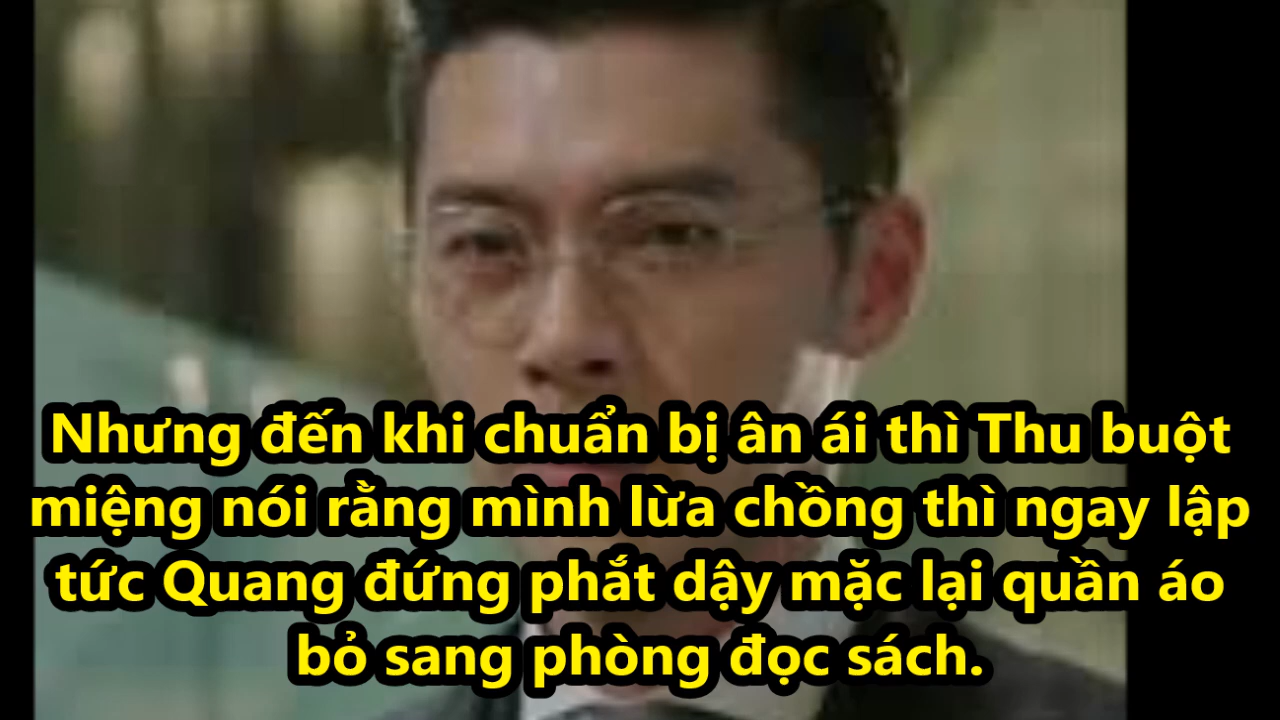 Nhưng đến khi chuẩn bị ân ái thì Thu buột
miệng nói rằng mình lừa chồng thì ngay lập
tức Quang đứng phắt dậy mặc lại quần áo
bỏ sang phòng đọc sách.